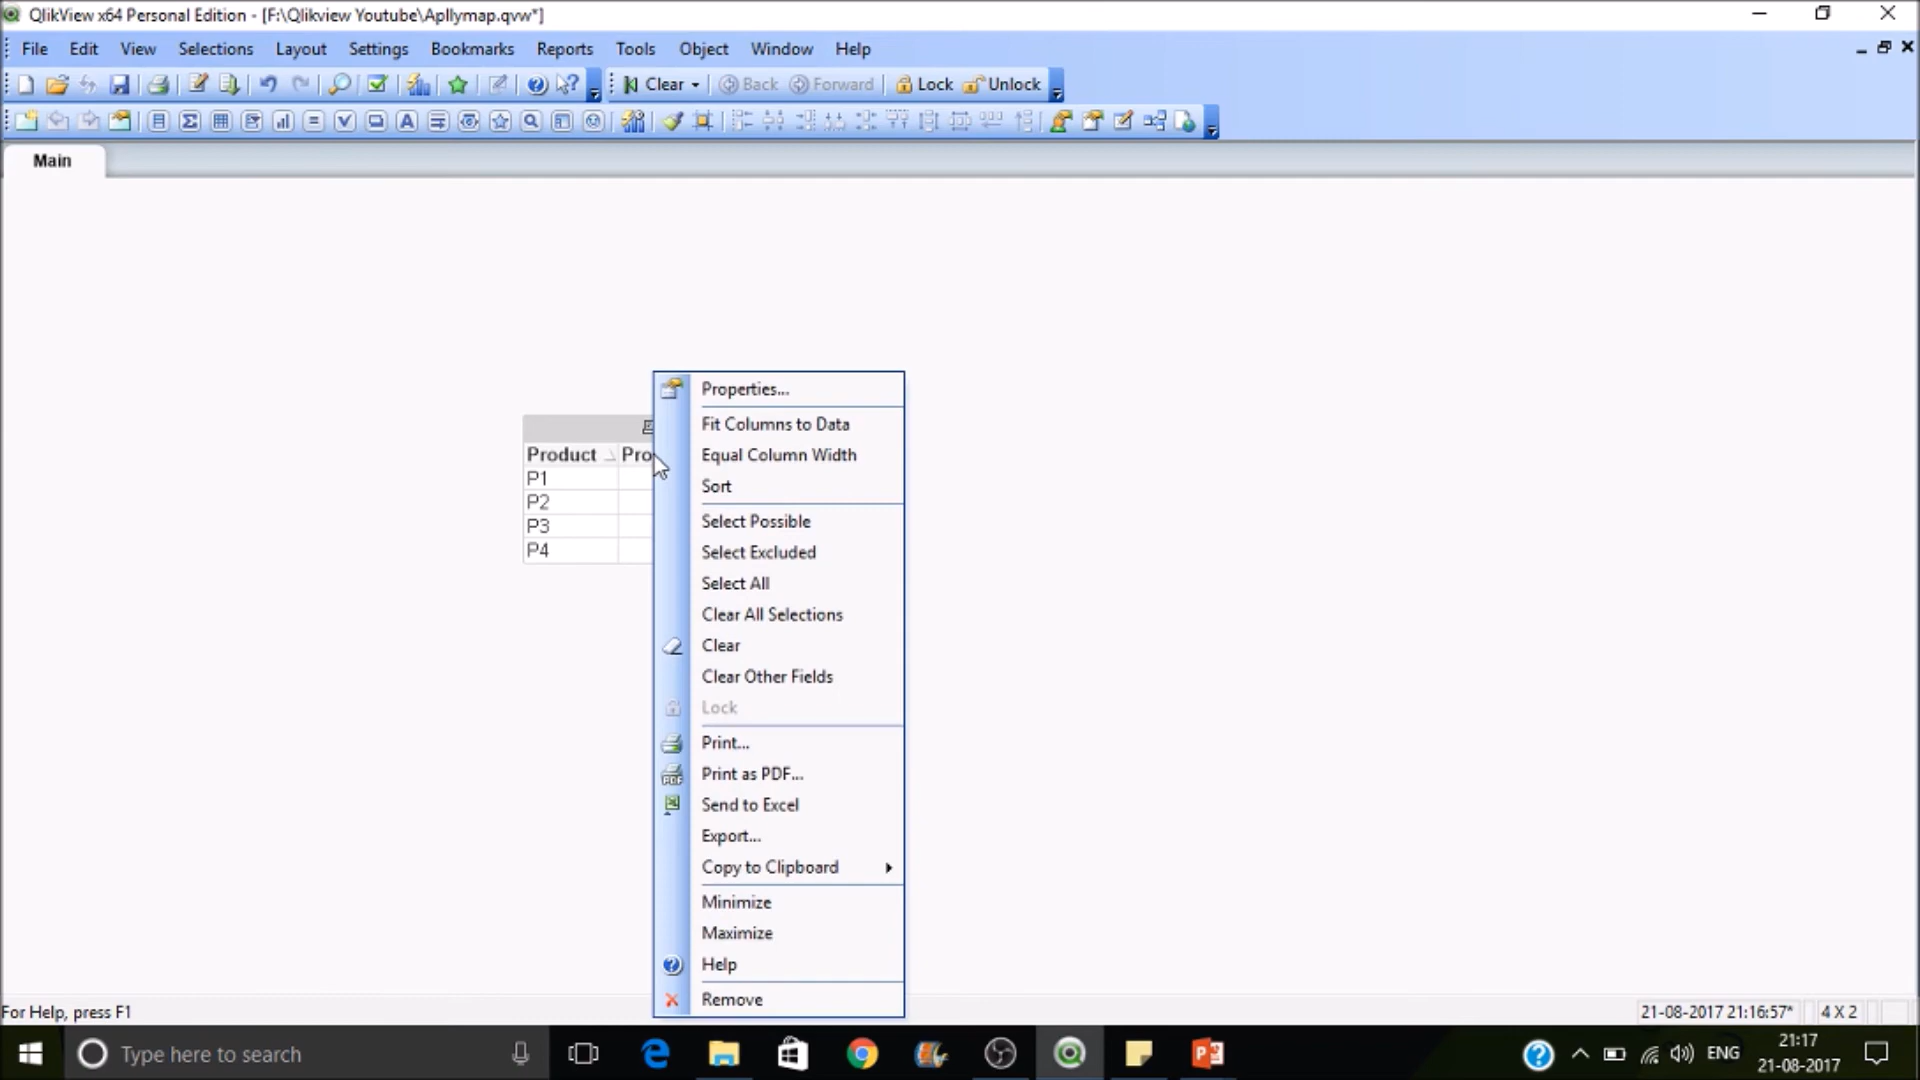 QlikView x64 Personal Edition - [F:\Qlikview Youtube\Apllymap.qvw*]
File Edit View Selections Layout Settings Bookmarks Reports Tools Object Window Help
Clear Back Forward Lock Unlock
Main
Properties...
Fit Columns to Data
Product Pro
Equal Column Width
P1
Sort
P2
Select Possible
P3
Select Excluded
P4
Select All
Clear All Selections
Clear
Clear Other Fields
Lock
Print...
Print as PDF...
Send to Excel
Export...
Copy to Clipboard
Minimize
Maximize
Help
Remove
For Help, press F1
21-08-2017 21:16:57* 4 X 2
Type here to search
ENG
21:17
21-08-2017